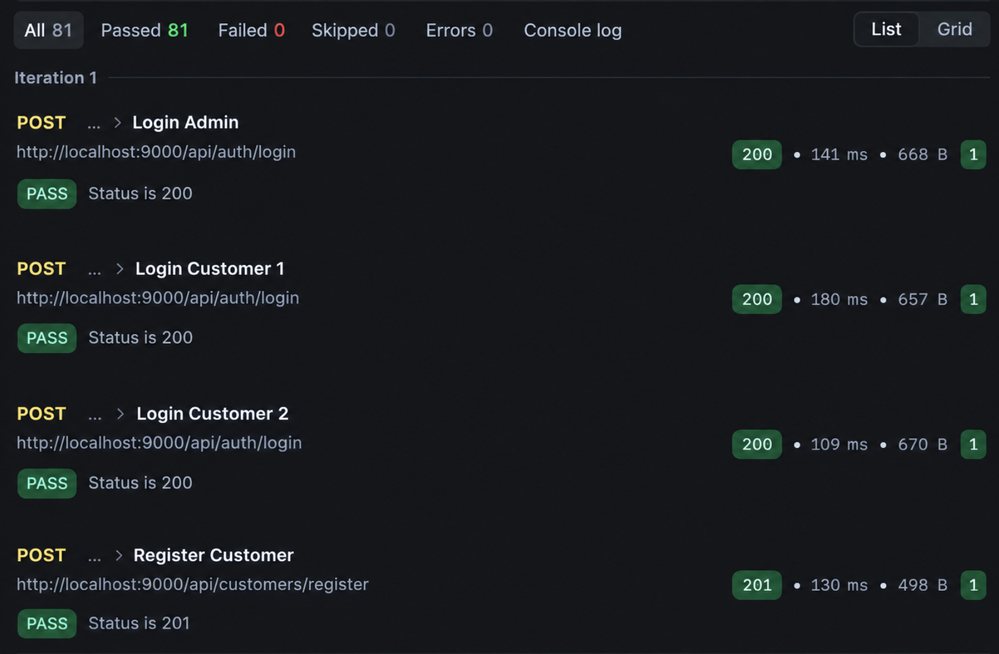 All 81 Passed 81 Failed 0 Skipped 0 Errors 0 Console log List Grid
Iteration 1
POST ... > Login Admin
http://localhost:9000/api/auth/login
200 • 141 ms • 668 B 1
PASS Status is 200
POST ... > Login Customer 1
http://localhost:9000/api/auth/login
200 • 180 ms • 657 B 1
PASS Status is 200
POST ... > Login Customer 2
http://localhost:9000/api/auth/login
200 • 109 ms • 670 B 1
PASS Status is 200
POST ... > Register Customer
http://localhost:9000/api/customers/register
201 • 130 ms • 498 B 1
PASS Status is 201